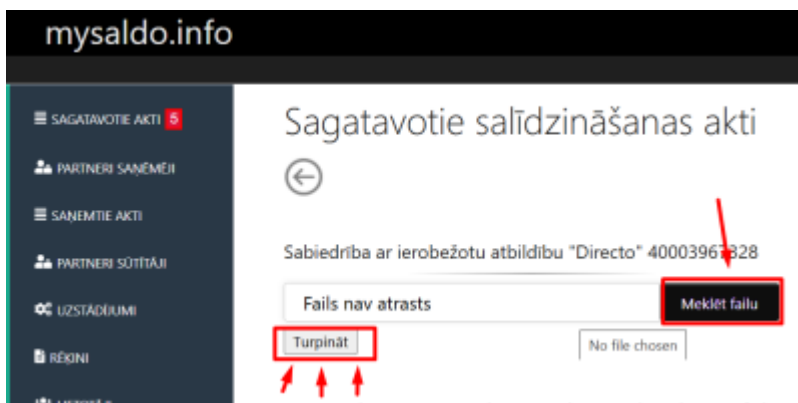 mysaldo.info
SAGATAVOTIE AKTI 5
PARTNERI SAŅĒMĒJI
SAŅEMTIE AKTI
PARTNERI SŪTĪTĀJI
UZSTĀDĪJUMI
RĒĶINI
Sagatavotie salīdzināšanas akti
Sabiedrība ar ierobežotu atbildību "Directo" 40003967328
Fails nav atrasts
Meklēt failu
Turpināt
No file chosen